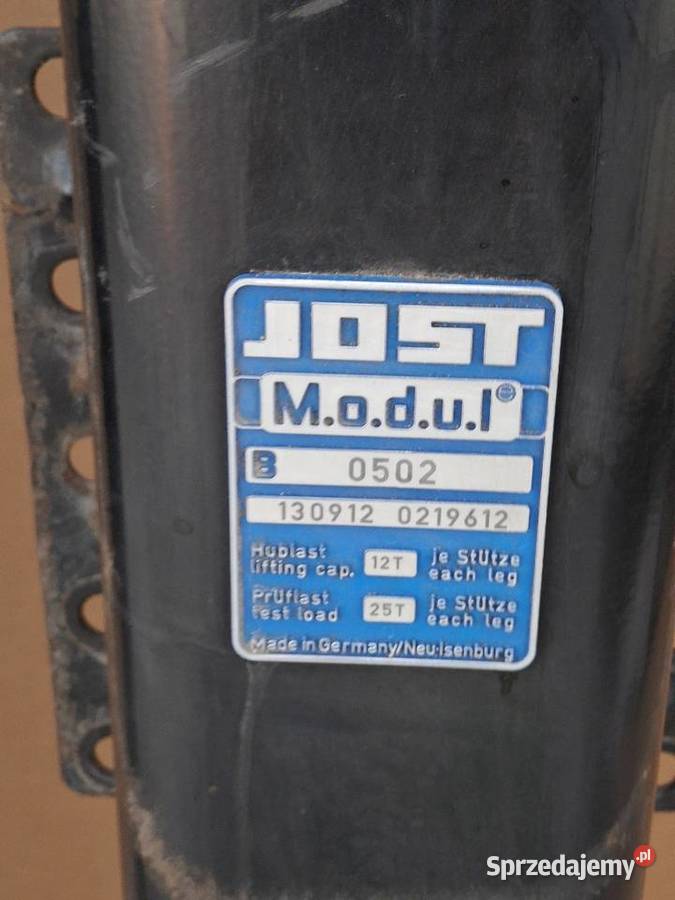 JOST
M.o.d.u.l®
B 0502
130912 0219612
Hublast
lifting cap. 12T je Stütze
each leg
Prüflast
test load 25T je Stütze
each leg
Made in Germany/Neu-Isenburg
Sprzedajemy.pl